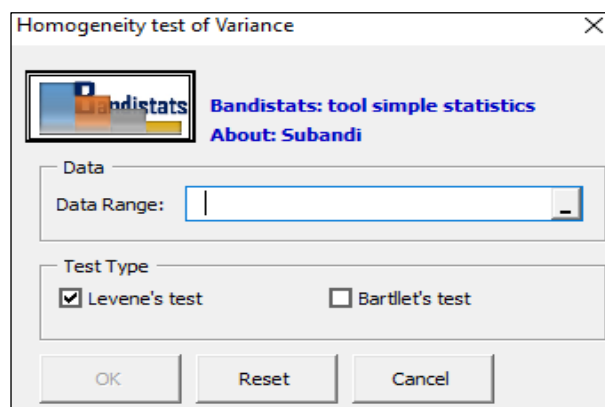 Homogeneity test of Variance
Bandistats
Bandistats: tool simple statistics
About: Subandi
Data
Data Range:
Test Type
Levene's test Bartllet's test
OK Reset Cancel